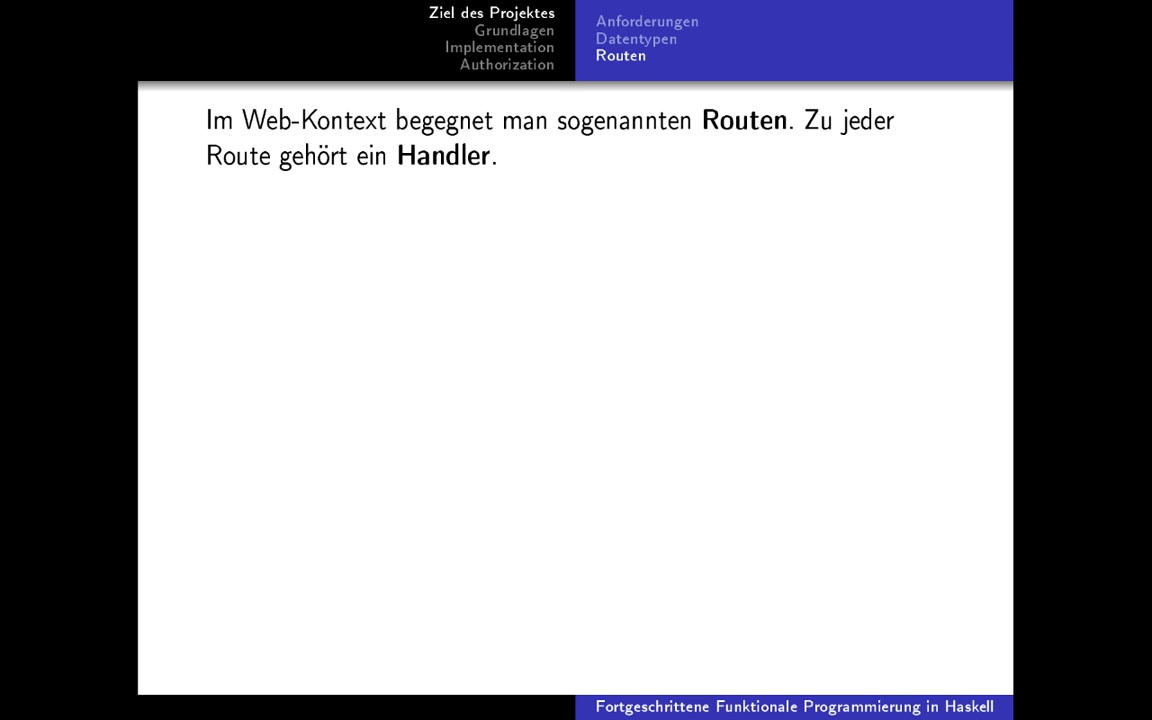 Ziel des Projektes
Grundlagen
Implementation
Authorization
Anforderungen
Datentypen
Routen
Im Web-Kontext begegnet man sogenannten Routen. Zu jeder
Route gehört ein Handler.
Fortgeschrittene Funktionale Programmierung in Haskell